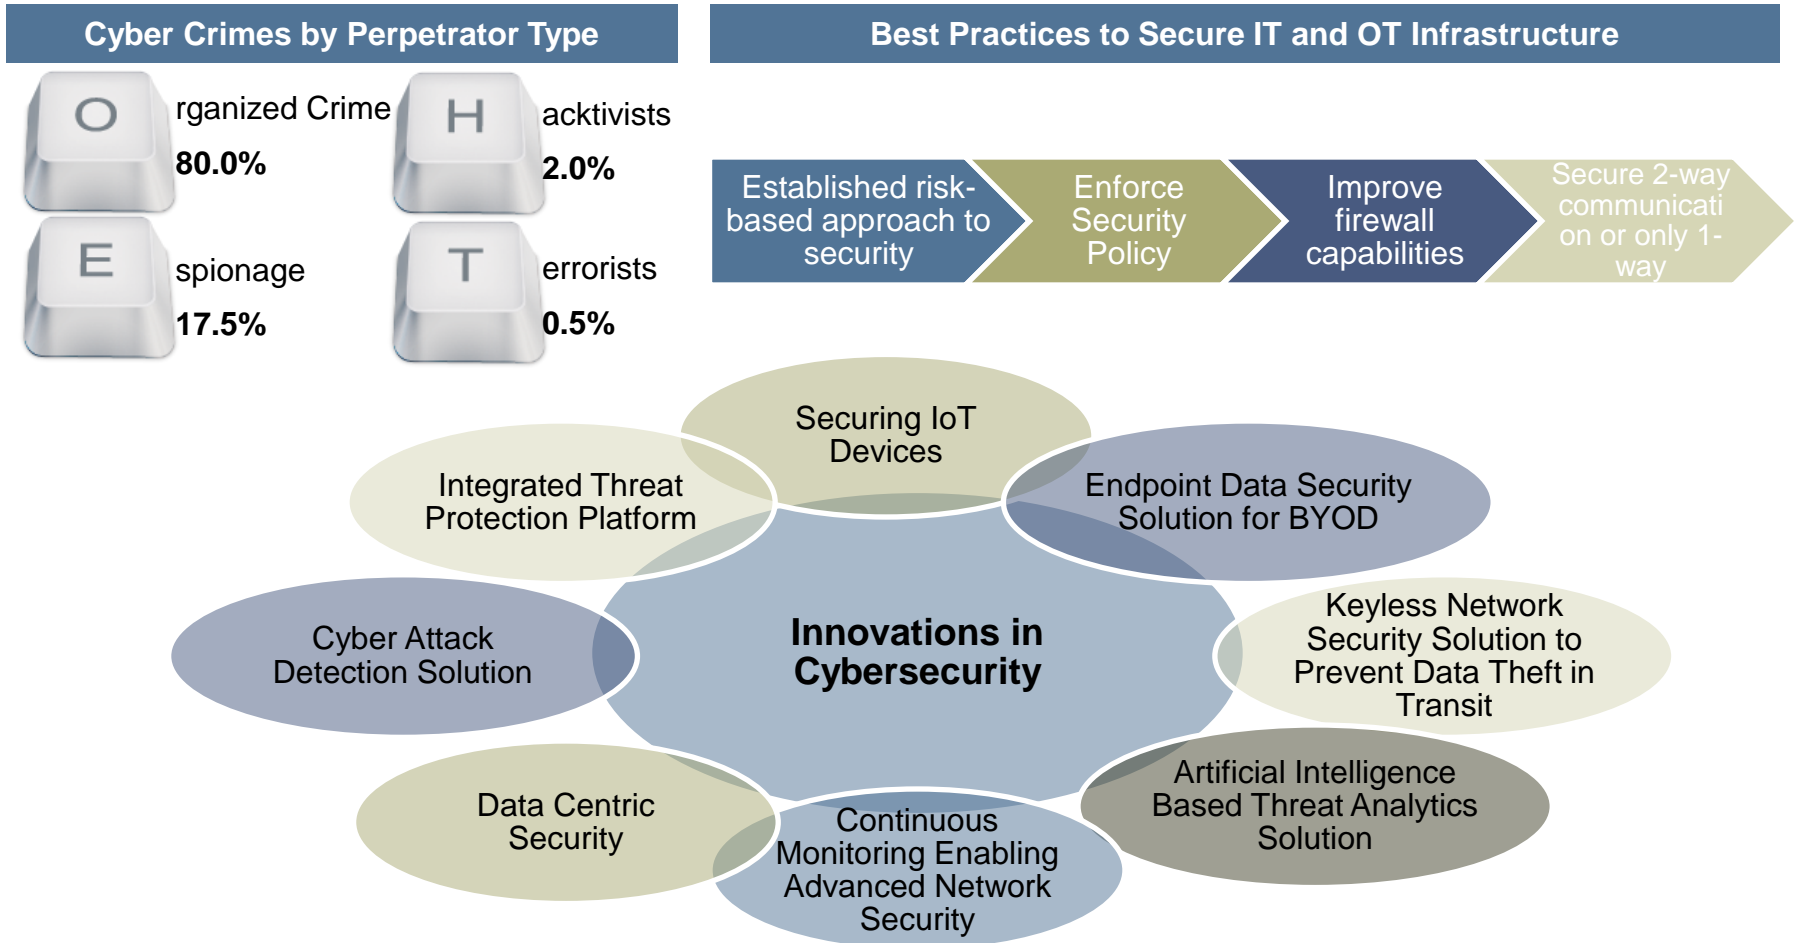 Cyber Crimes by Perpetrator Type
Best Practices to Secure IT and OT Infrastructure
O
rganized Crime
80.0%
H
acktivists
2.0%
E
spionage
17.5%
T
errorists
0.5%
Established risk-
based approach to
security
Enforce
Security
Policy
Improve
firewall
capabilities
Secure 2-way
communicati
on or only 1-
way
Securing IoT
Devices
Integrated Threat
Protection Platform
Endpoint Data Security
Solution for BYOD
Cyber Attack
Detection Solution
Innovations in
Cybersecurity
Keyless Network
Security Solution to
Prevent Data Theft in
Transit
Data Centric
Security
Continuous
Monitoring Enabling
Advanced Network
Security
Artificial Intelligence
Based Threat Analytics
Solution